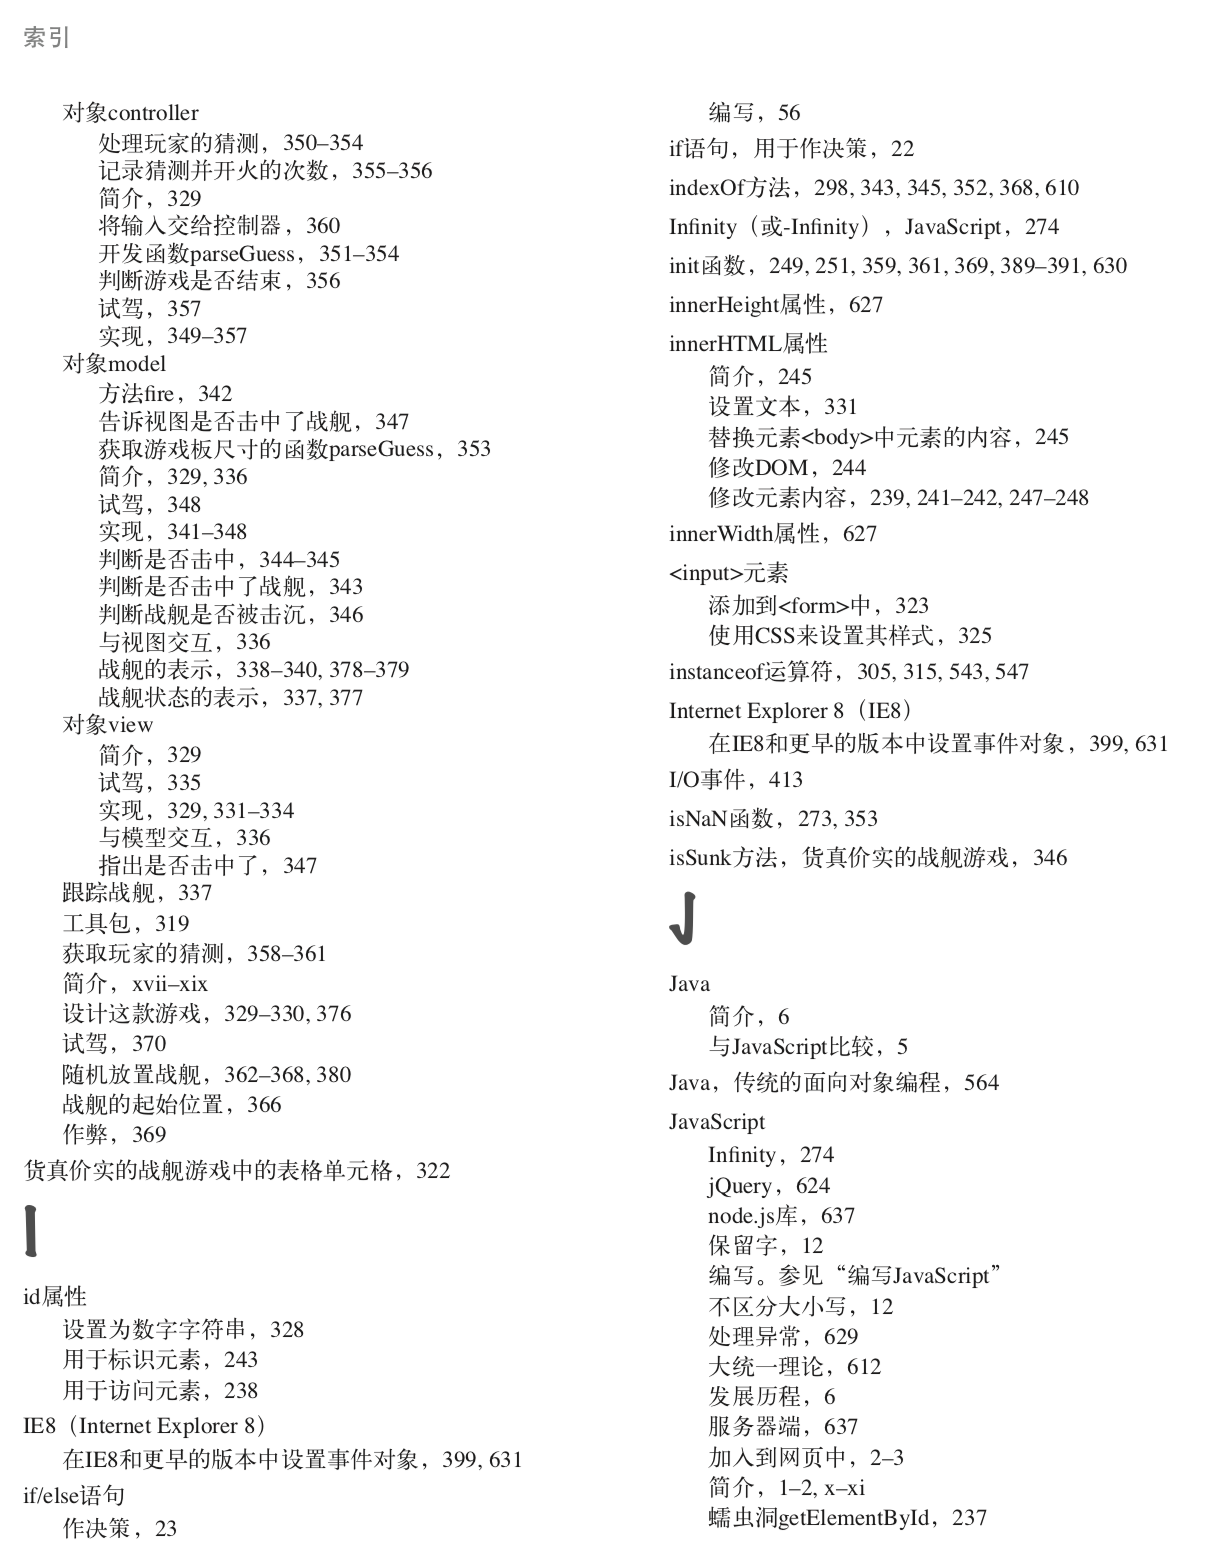 索引
对象controller
处理玩家的猜测，350–354
记录猜测并开火的次数，355–356
简介，329
将输入交给控制器，360
开发函数parseGuess，351–354
判断游戏是否结束，356
试驾，357
实现，349–357
对象model
方法fire，342
告诉视图是否击中了战舰，347
获取游戏板尺寸的函数parseGuess，353
简介，329, 336
试驾，348
实现，341–348
判断是否击中，344–345
判断是否击中了战舰，343
判断战舰是否被击沉，346
与视图交互，336
战舰的表示，338–340, 378–379
战舰状态的表示，337, 377
对象view
简介，329
试驾，335
实现，329, 331–334
与模型交互，336
指出是否击中了，347
跟踪战舰，337
工具包，319
获取玩家的猜测，358–361
简介，xvii–xix
设计这款游戏，329–330, 376
试驾，370
随机放置战舰，362–368, 380
战舰的起始位置，366
作弊，369
货真价实的战舰游戏中的表格单元格，322
I
id属性
设置为数字字符串，328
用于标识元素，243
用于访问元素，238
IE8（Internet Explorer 8）
在IE8和更早的版本中设置事件对象，399, 631
if/else语句
作决策，23
编写，56
if语句，用于作决策，22
indexOf方法，298, 343, 345, 352, 368, 610
Infinity（或-Infinity），JavaScript，274
init函数，249, 251, 359, 361, 369, 389–391, 630
innerHeight属性，627
innerHTML属性
简介，245
设置文本，331
替换元素<body>中元素的内容，245
修改DOM，244
修改元素内容，239, 241–242, 247–248
innerWidth属性，627
<input>元素
添加到<form>中，323
使用CSS来设置其样式，325
instanceof运算符，305, 315, 543, 547
Internet Explorer 8（IE8）
在IE8和更早的版本中设置事件对象，399, 631
I/O事件，413
isNaN函数，273, 353
isSunk方法，货真价实的战舰游戏，346
J
Java
简介，6
与JavaScript比较，5
Java，传统的面向对象编程，564
JavaScript
Infinity，274
jQuery，624
node.js库，637
保留字，12
编写。参见“编写JavaScript”
不区分大小写，12
处理异常，629
大统一理论，612
发展历程，6
服务器端，637
加入到网页中，2–3
简介，1–2, x–xi
蠕虫洞getElementById，237